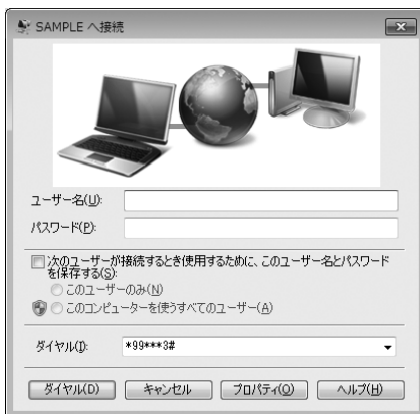 SAMPLE へ接続
ユーザー名(U):
パスワード(P):
次のユーザーが接続するとき使用するために、このユーザー名とパスワード
を保存する(S):
このユーザーのみ(N)
このコンピューターを使うすべてのユーザー(A)
ダイヤル(I): *99***3#
ダイヤル(D) キャンセル プロパティ(O) ヘルプ(H)